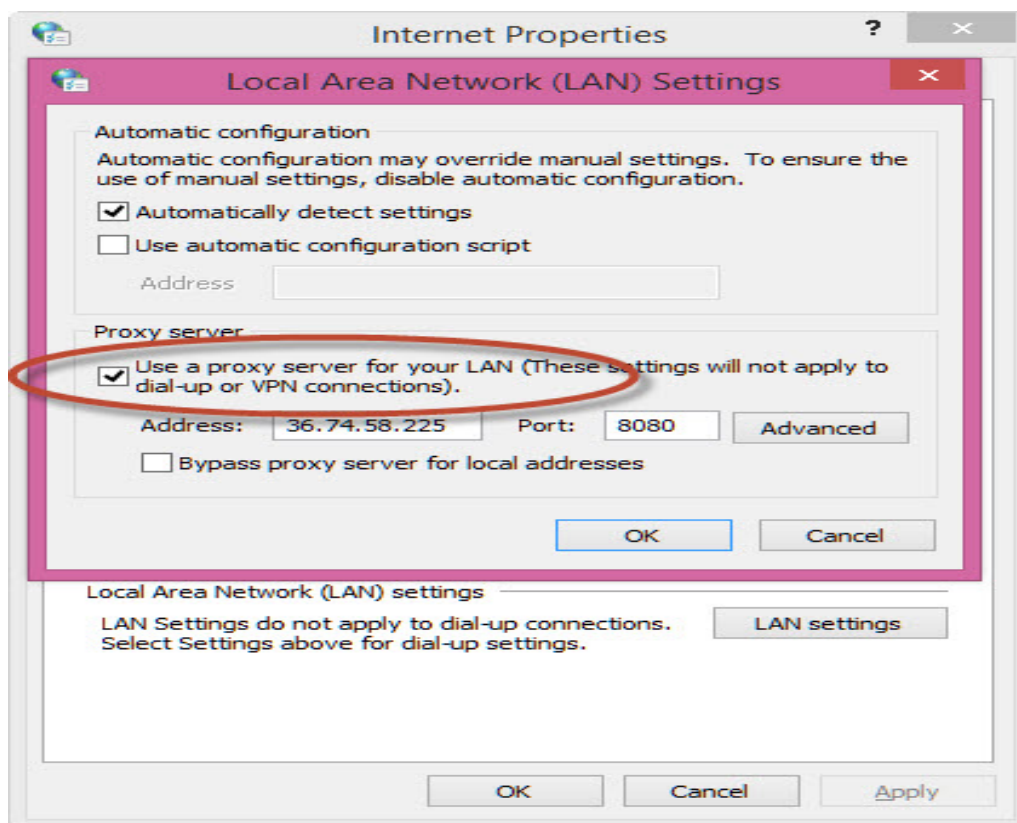 Internet Properties
?
Local Area Network (LAN) Settings
Automatic configuration
Automatic configuration may override manual settings. To ensure the
use of manual settings, disable automatic configuration.
Automatically detect settings
Use automatic configuration script
Address
Proxy server
Use a proxy server for your LAN (These settings will not apply to
dial-up or VPN connections).
Address: 36.74.58.225 Port: 8080 Advanced
Bypass proxy server for local addresses
OK Cancel
Local Area Network (LAN) settings
LAN Settings do not apply to dial-up connections. LAN settings
Select Settings above for dial-up settings.
OK Cancel Apply